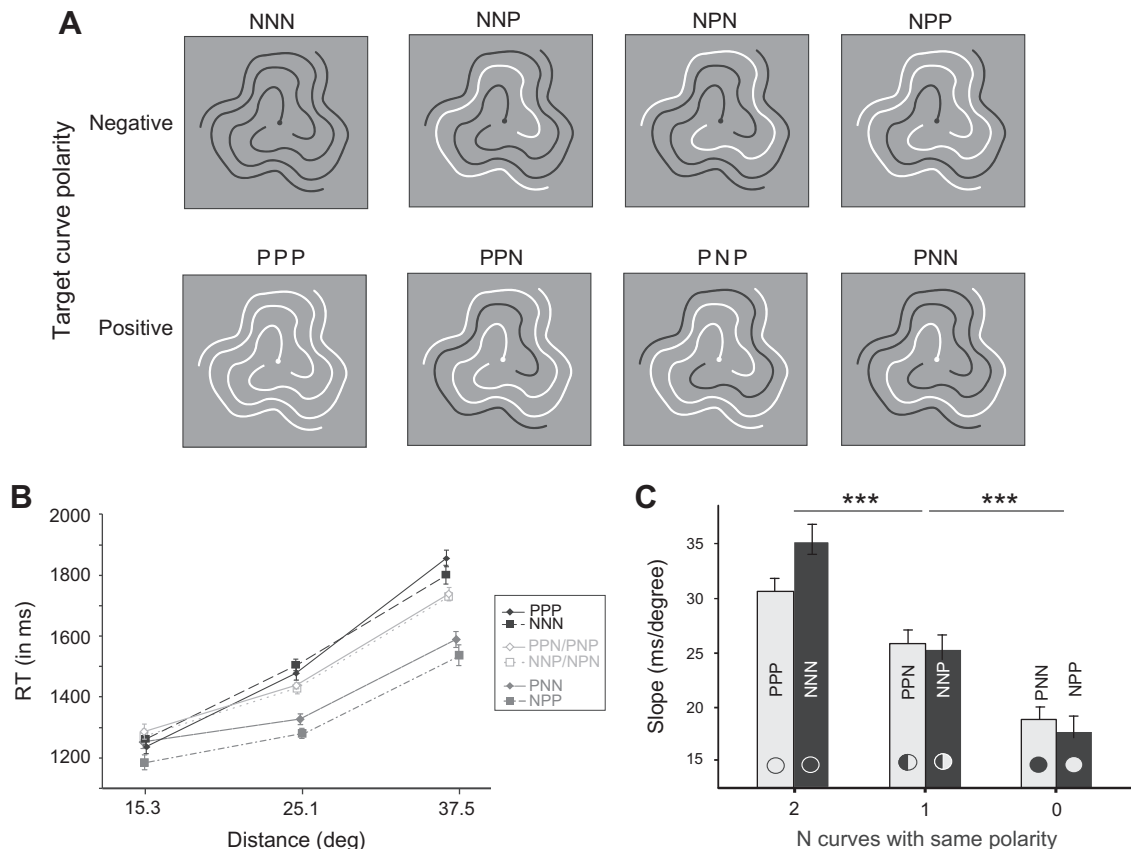 A
NNN NNP NPN NPP
Negative
Target curve polarity
PPP PPN PNP PNN
Positive
B
2000
1800
1600
1400
1200
RT (in ms)
15.3 25.1 37.5
Distance (deg)
PPP
NNN
PPN/PNP
NNP/NPN
PNN
NPP
C
*** ***
35
25
20
15
Slope (ms/degree)
PPP NNN PPN NNP PNN NPP
2 1 0
N curves with same polarity